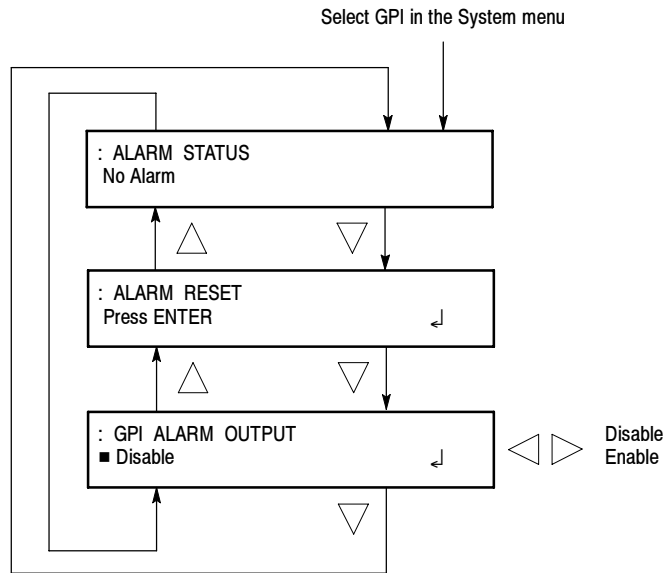 Select GPI in the System menu
: ALARM STATUS
No Alarm
: ALARM RESET
Press ENTER
: GPI ALARM OUTPUT
■ Disable
Disable
Enable